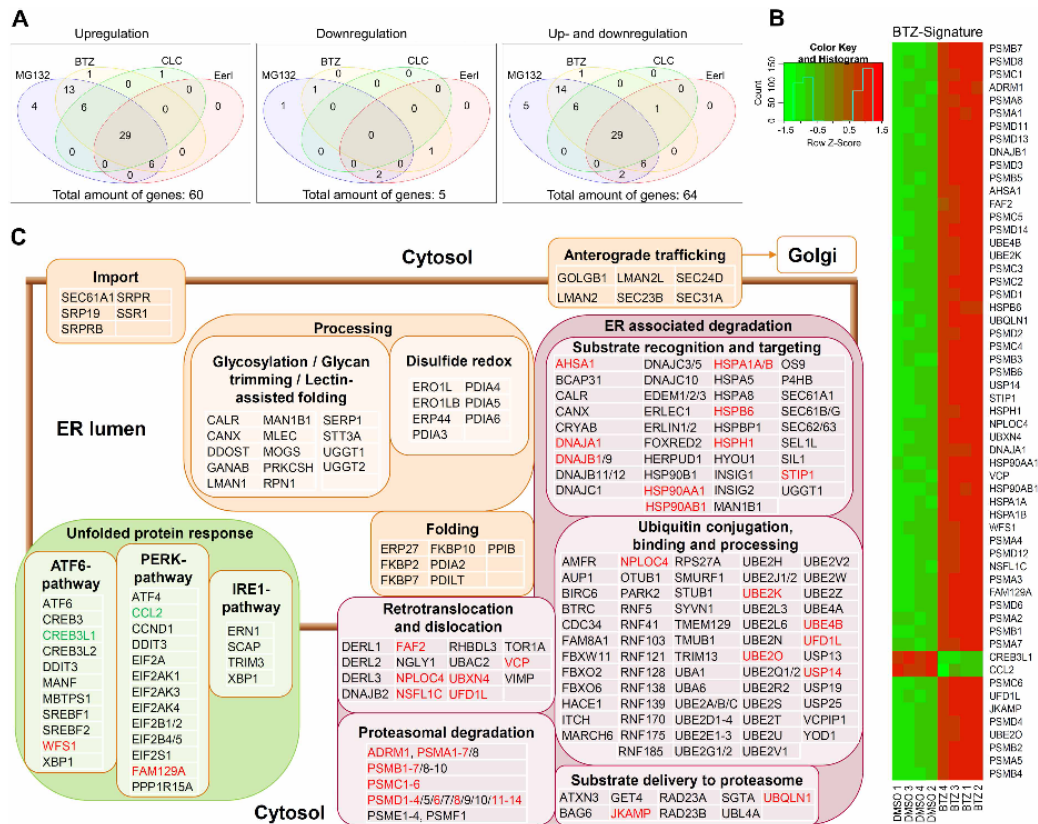 A
Upregulation
BTZ
CLC
MG132
Eerl
1
1
13
0
4
0
0
6
0
29
0
0
0
6
0
Total amount of genes: 60
Downregulation
BTZ
CLC
MG132
Eerl
0
0
1
0
1
0
0
0
0
0
0
1
0
0
2
Total amount of genes: 5
Up- and downregulation
BTZ
CLC
MG132
Eerl
1
1
14
0
5
0
0
6
0
29
0
1
0
6
2
Total amount of genes: 64
B
BTZ-Signature
Color Key
and Histogram
Count
0 50 100 150
-1.5 -0.5 0.5 1.5
Row Z-Score
PSMB7
PSMD8
PSMC1
ADRM1
PSMA6
PSMA1
PSMD11
PSMD13
DNAJB1
PSMD3
PSMB5
AHSA1
FAF2
PSMC5
PSMD14
UBE4B
UBE2K
PSMC3
PSMC2
PSMD1
HSPB6
UBQLN1
PSMD2
PSMC4
PSMB3
PSMB6
USP14
STIP1
HSPH1
NPLOC4
UBXN4
DNAJA1
HSP90AA1
VCP
HSP90AB1
HSPA1A
HSPA1B
WFS1
PSMA4
PSMD12
NSFL1C
PSMA3
FAM129A
PSMD6
PSMA2
PSMB1
PSMA7
CREB3L1
CCL2
PSMC6
UFD1L
JKAMP
PSMD4
UBE2O
PSMB2
PSMA5
PSMB4
DMSO 1
DMSO 3
DMSO 4
DMSO 2
BTZ 4
BTZ 3
BTZ 1
BTZ 2
C
Cytosol
Golgi
ER lumen
Import
SEC61A1 SRPR
SRP19 SSR1
SRPRB
Anterograde trafficking
GOLGB1 LMAN2L SEC24D
LMAN2 SEC23B SEC31A
Processing
Glycosylation / Glycan
trimming / Lectin-
assisted folding
CALR MAN1B1 SERP1
CANX MLEC STT3A
DDOST MOGS UGGT1
GANAB PRKCSH UGGT2
LMAN1 RPN1
Disulfide redox
ERO1L PDIA4
ERO1LB PDIA5
ERP44 PDIA6
PDIA3
Folding
ERP27 FKBP10 PPIB
FKBP2 PDIA2
FKBP7 PDILT
ER associated degradation
Substrate recognition and targeting
AHSA1 DNAJC3/5 HSPA1A/B OS9
BCAP31 DNAJC10 HSPA5 P4HB
CALR EDEM1/2/3 HSPA8 SEC61A1
CANX ERLEC1 HSPB6 SEC61B/G
CRYAB ERLIN1/2 HSPBP1 SEC62/63
DNAJA1 FOXRED2 HSPH1 SEL1L
DNAJB1/9 HERPUD1 HYOU1 SIL1
DNAJB11/12 HSP90B1 INSIG1 STIP1
DNAJC1 HSP90AA1 INSIG2 UGGT1
HSP90AB1 MAN1B1
Ubiquitin conjugation,
binding and processing
AMFR NPLOC4 RPS27A UBE2H UBE2V2
AUP1 OTUB1 SMURF1 UBE2J1/2 UBE2W
BIRC6 PARK2 STUB1 UBE2K UBE2Z
BTRC RNF5 SYVN1 UBE2L3 UBE4A
CDC34 RNF41 TMEM129 UBE2L6 UBE4B
FAM8A1 RNF103 TMUB1 UBE2N UFD1L
FBXW11 RNF121 TRIM13 UBE2O USP13
FBXO2 RNF128 UBA1 UBE2Q1/2 USP14
FBXO6 RNF138 UBA6 UBE2R2 USP19
HACE1 RNF139 UBE2A/B/C UBE2S USP25
ITCH RNF170 UBE2D1-4 UBE2T VCPIP1
MARCH6 RNF175 UBE2E1-3 UBE2U YOD1
RNF185 UBE2G1/2 UBE2V1
Unfolded protein response
ATF6-
pathway
ATF6
CREB3
CREB3L1
CREB3L2
DDIT3
MANF
MBTPS1
SREBF1
SREBF2
WFS1
XBP1
PERK-
pathway
ATF4
CCL2
CCND1
DDIT3
EIF2A
EIF2AK1
EIF2AK3
EIF2AK4
EIF2B1/2
EIF2B4/5
EIF2S1
FAM129A
PPP1R15A
IRE1-
pathway
ERN1
SCAP
TRIM3
XBP1
Retrotranslocation
and dislocation
DERL1 FAF2 RHBDL3 TOR1A
DERL2 NGLY1 UBAC2 VCP
DERL3 NPLOC4 UBXN4 VIMP
DNAJB2 NSFL1C UFD1L
Proteasomal degradation
ADRM1, PSMA1-7/8
PSMB1-7/8-10
PSMC1-6
PSMD1-4/5/6/7/8/9/10/11-14
PSME1-4, PSMF1
Substrate delivery to proteasome
ATXN3 GET4 RAD23A SGTA UBQLN1
BAG6 JKAMP RAD23B UBL4A
Cytosol